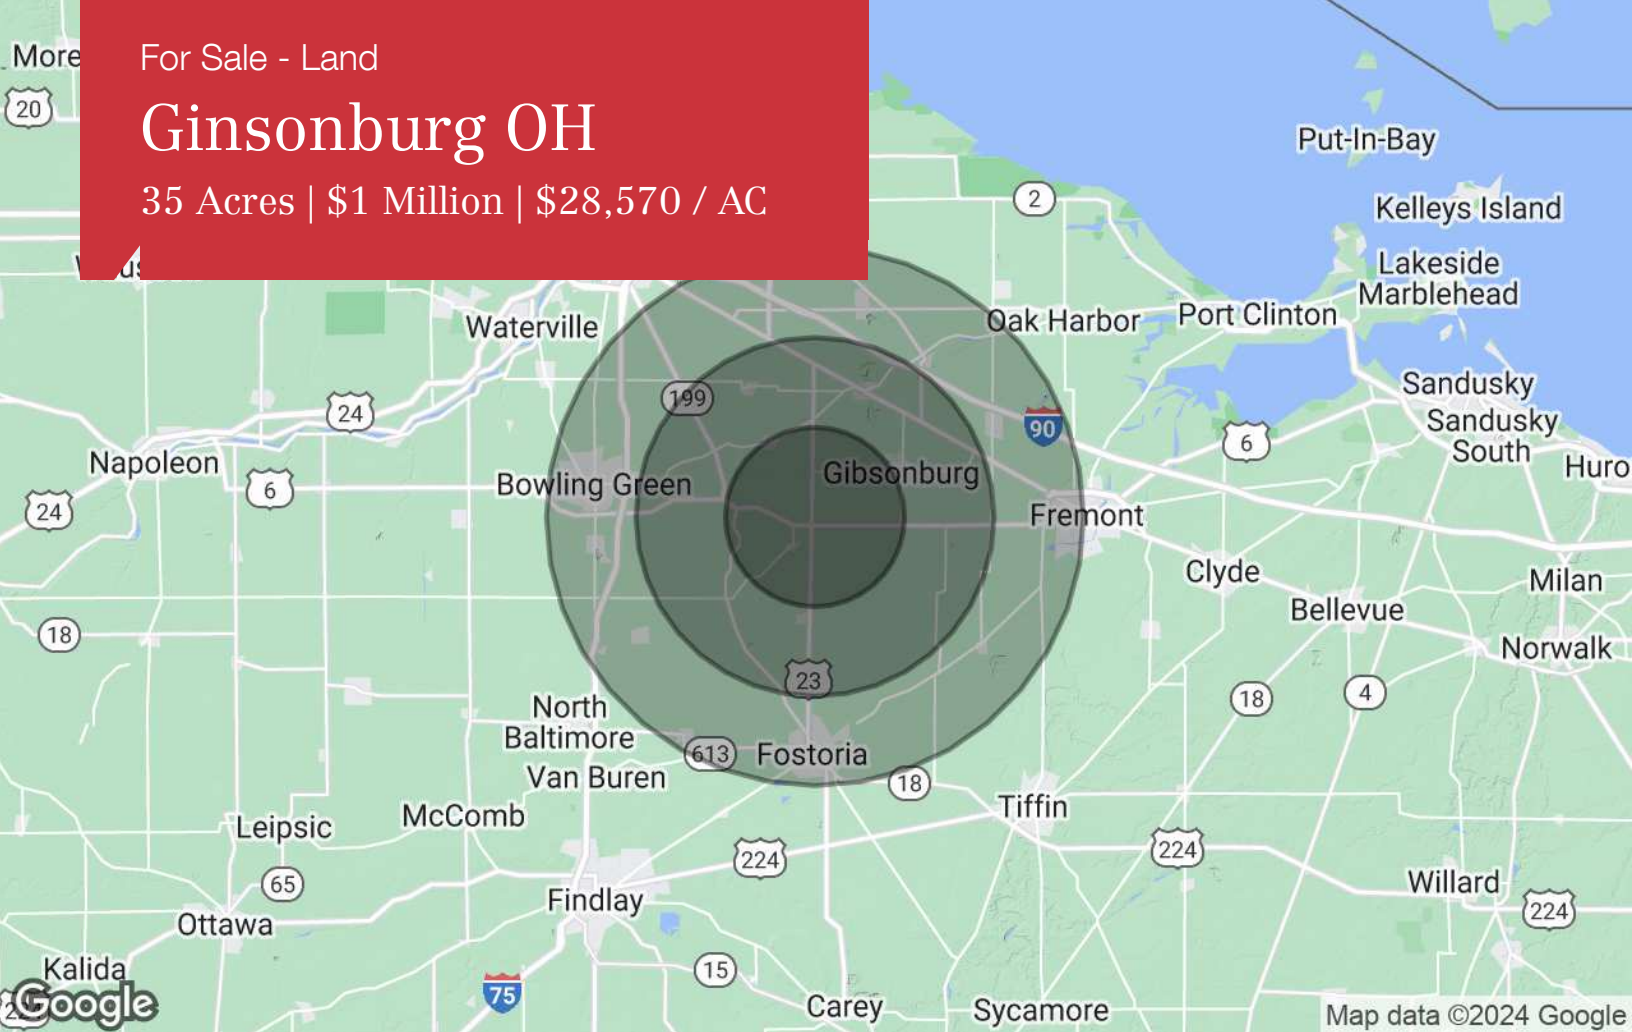 For Sale - Land
Ginsonburg OH
35 Acres | $1 Million | $28,570 / AC
More
20
2
Put-In-Bay
Kelleys Island
Lakeside
Marblehead
Waterville
Oak Harbor
Port Clinton
199
24
90
Sandusky
6
Sandusky
South
Napoleon
Bowling Green
Gibsonburg
Huro
6
24
Fremont
Clyde
Milan
Bellevue
18
Norwalk
23
18
4
North
Baltimore
613
Fostoria
Van Buren
18
McComb
Tiffin
Leipsic
224
224
65
Willard
Findlay
224
Ottawa
Kalida
15
75
Google
Carey
Sycamore
Map data ©2024 Google